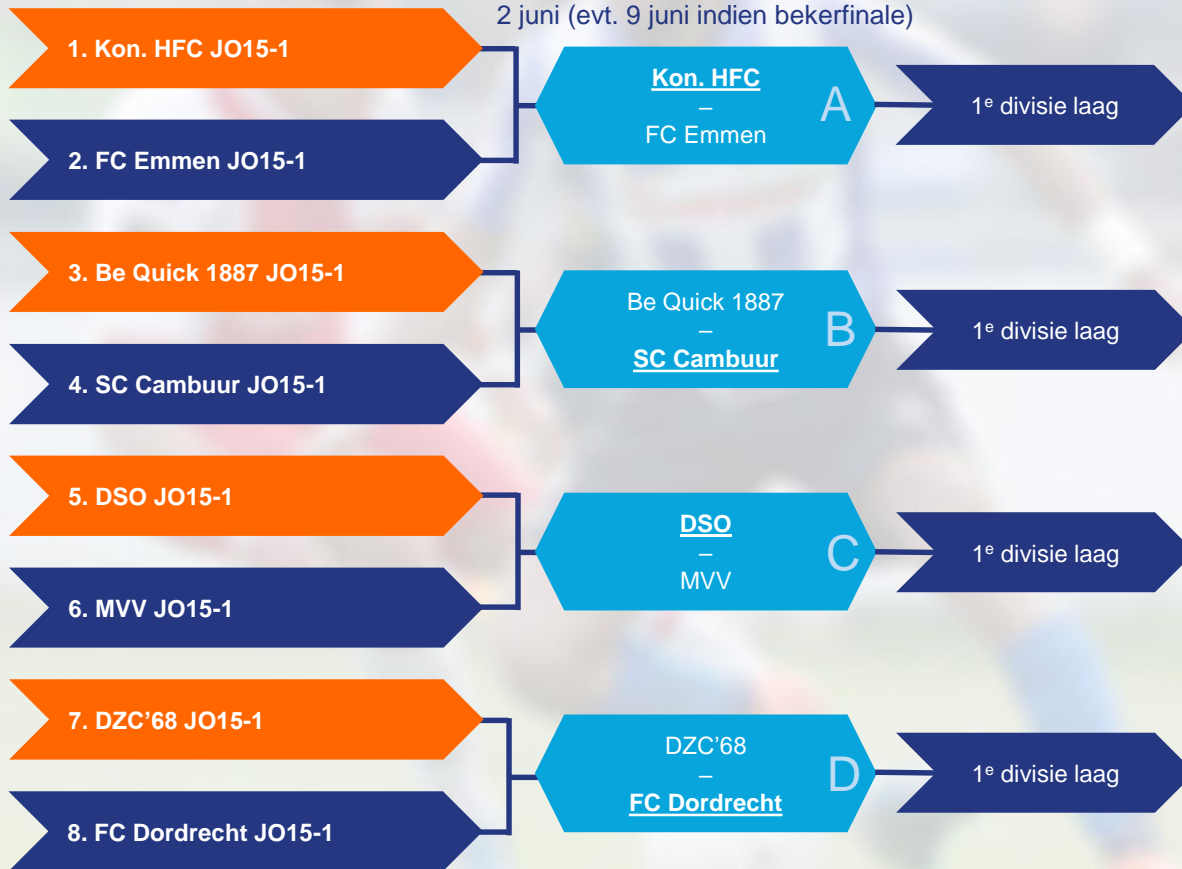 2 juni (evt. 9 juni indien bekerfinale)
1. Kon. HFC JO15-1
2. FC Emmen JO15-1
Kon. HFC
–
FC Emmen
A
1e divisie laag
3. Be Quick 1887 JO15-1
4. SC Cambuur JO15-1
Be Quick 1887
–
SC Cambuur
B
1e divisie laag
5. DSO JO15-1
6. MVV JO15-1
DSO
–
MVV
C
1e divisie laag
7. DZC’68 JO15-1
8. FC Dordrecht JO15-1
DZC’68
–
FC Dordrecht
D
1e divisie laag